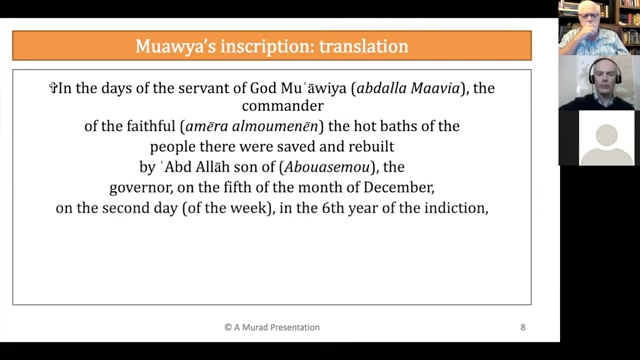 Muawya's inscription: translation
✞In the days of the servant of God Muʿāwiya (abdalla Maavia), the
commander
of the faithful (amēra almoumenēn) the hot baths of the
people there were saved and rebuilt
by ʿAbd Allāh son of (Abouasemou), the
governor, on the fifth of the month of December,
on the second day (of the week), in the 6th year of the indiction,
© A Murad Presentation
8